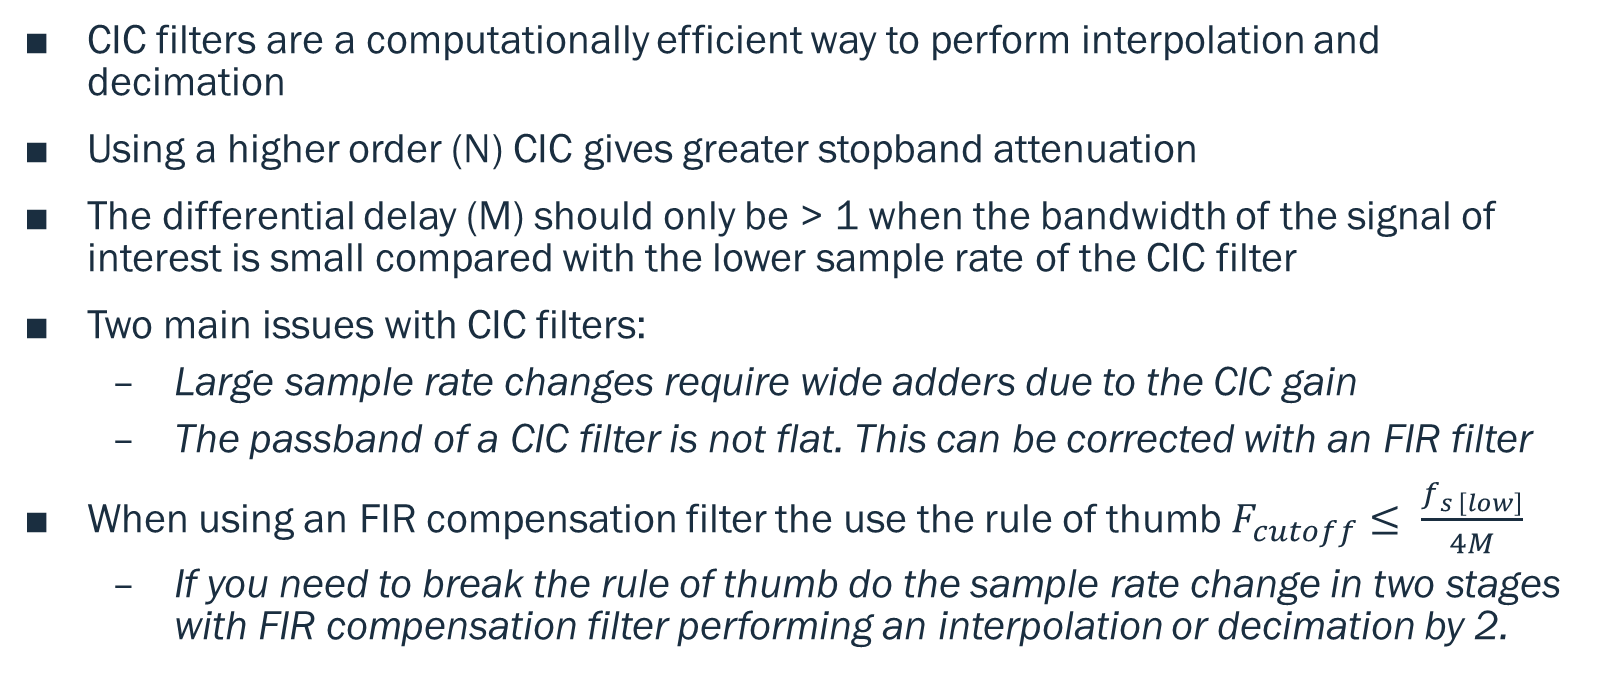 ■ CIC filters are a computationally efficient way to perform interpolation and
decimation
■ Using a higher order (N) CIC gives greater stopband attenuation
■ The differential delay (M) should only be > 1 when the bandwidth of the signal of
interest is small compared with the lower sample rate of the CIC filter
■ Two main issues with CIC filters:
– Large sample rate changes require wide adders due to the CIC gain
– The passband of a CIC filter is not flat. This can be corrected with an FIR filter
■ When using an FIR compensation filter the use the rule of thumb $F_{cutoff} \leq \frac{f_{s\,[low]}}{4M}$
– If you need to break the rule of thumb do the sample rate change in two stages
with FIR compensation filter performing an interpolation or decimation by 2.